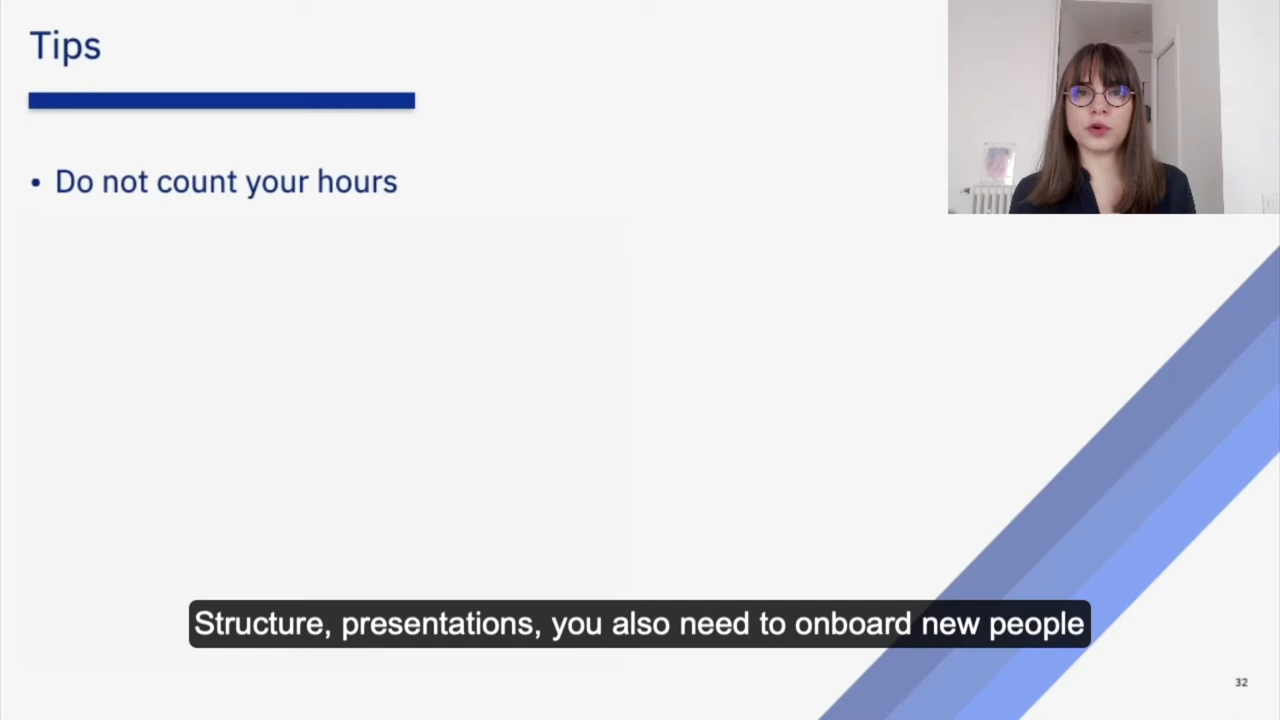 Tips
• Do not count your hours
Structure, presentations, you also need to onboard new people
32